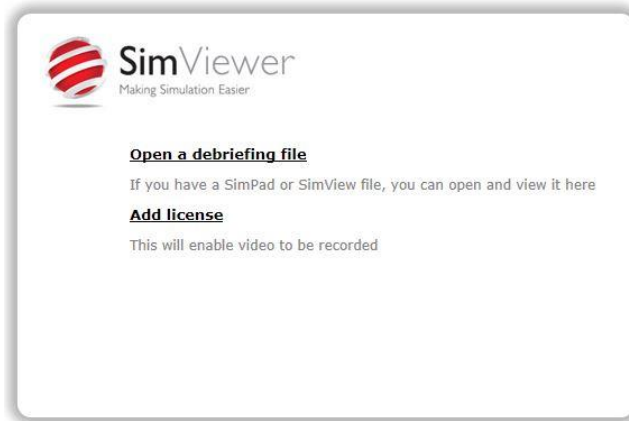 SimViewer
Making Simulation Easier
Open a debriefing file
If you have a SimPad or SimView file, you can open and view it here
Add license
This will enable video to be recorded